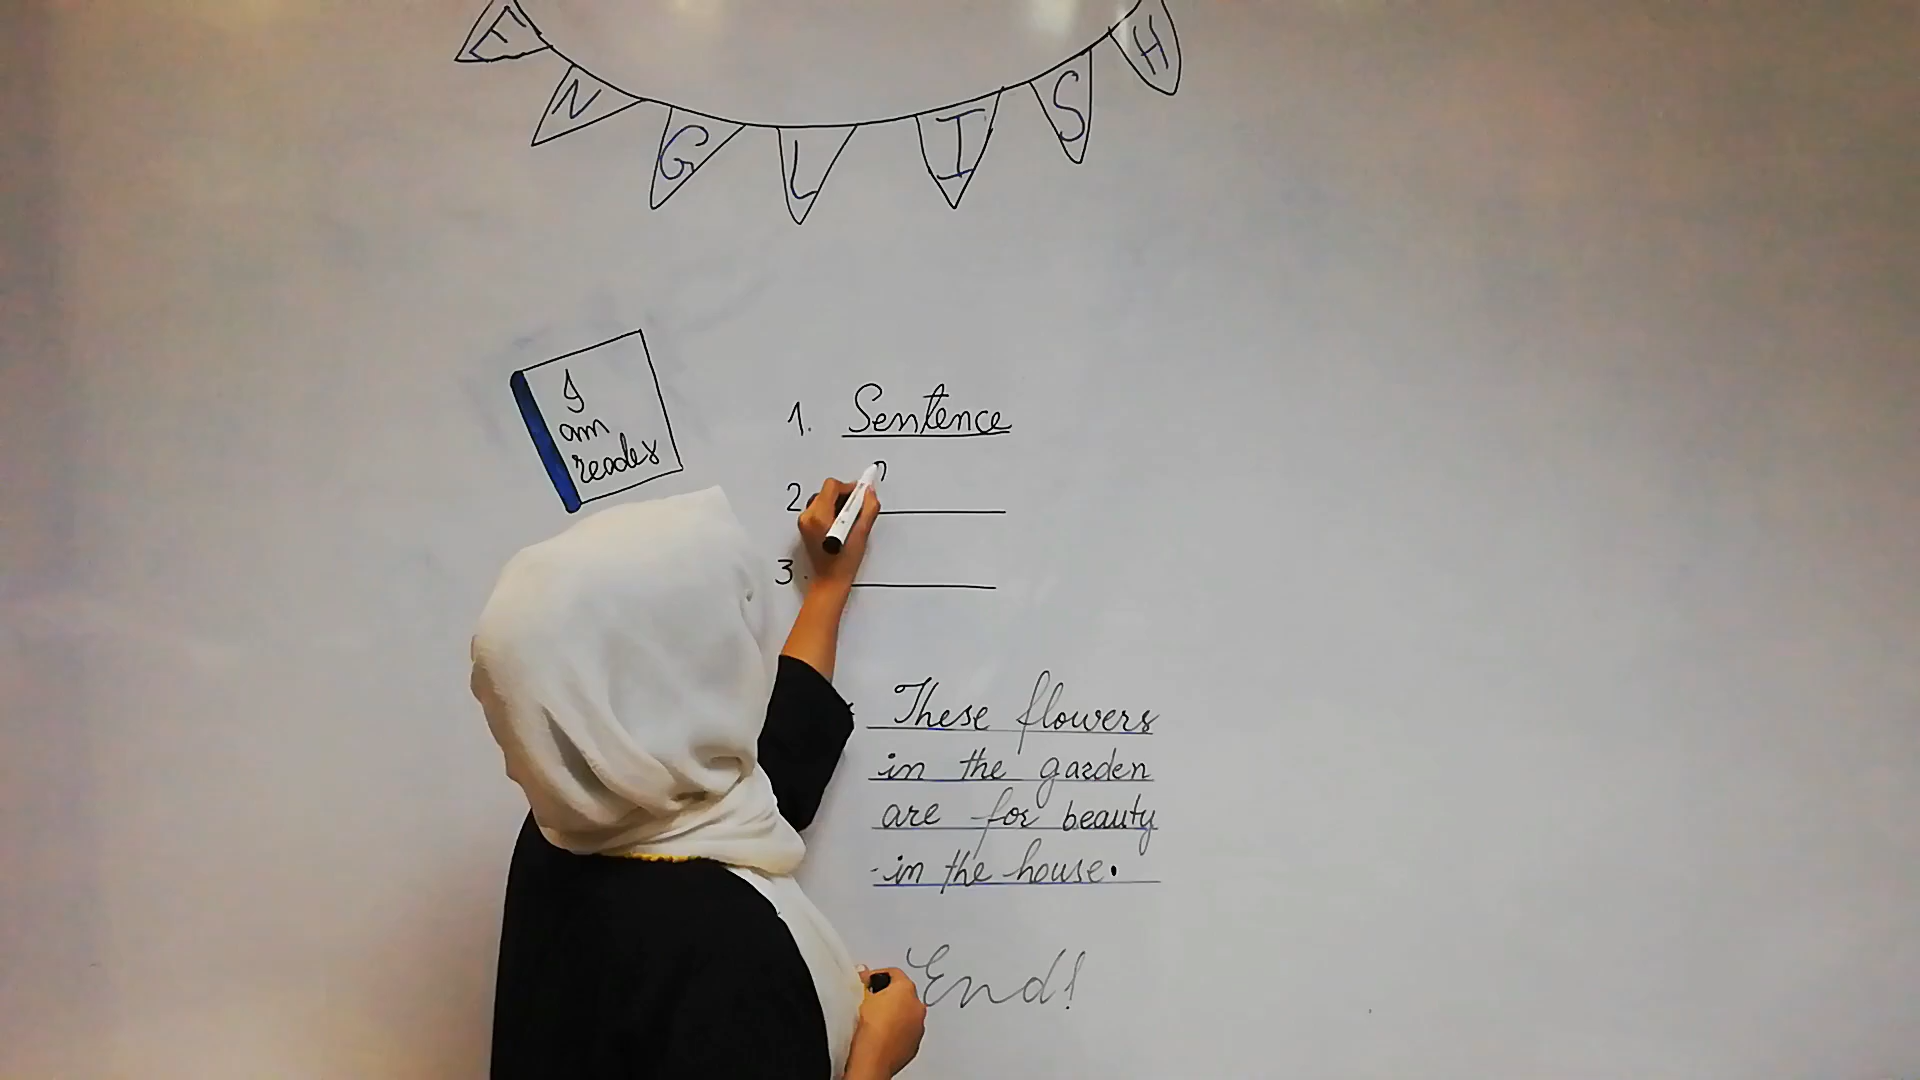 ENGLISH
I
am
reader
1. Sentence
2
3.
These flowers
in the garden
are for beauty
in the house.
End!